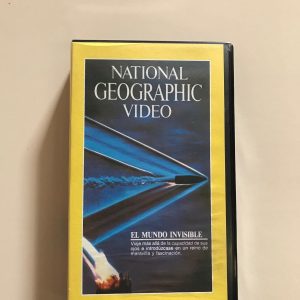 NATIONAL
GEOGRAPHIC
VIDEO
EL MUNDO INVISIBLE
Viaje más allá de la capacidad de sus
ojos e introdúzcase en un reino de
maravilla y fascinación.